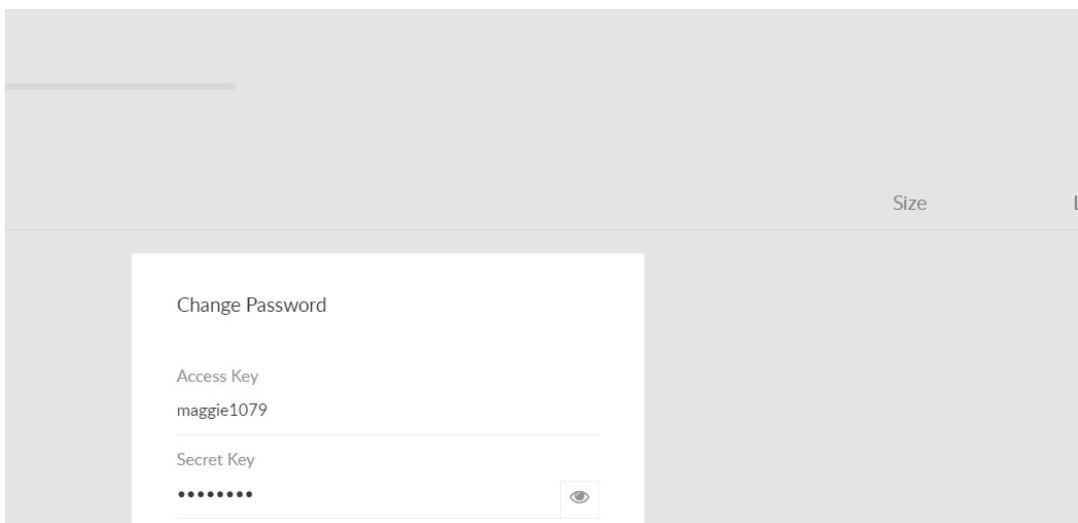 Size
Change Password
Access Key
maggie1079
Secret Key
••••••••